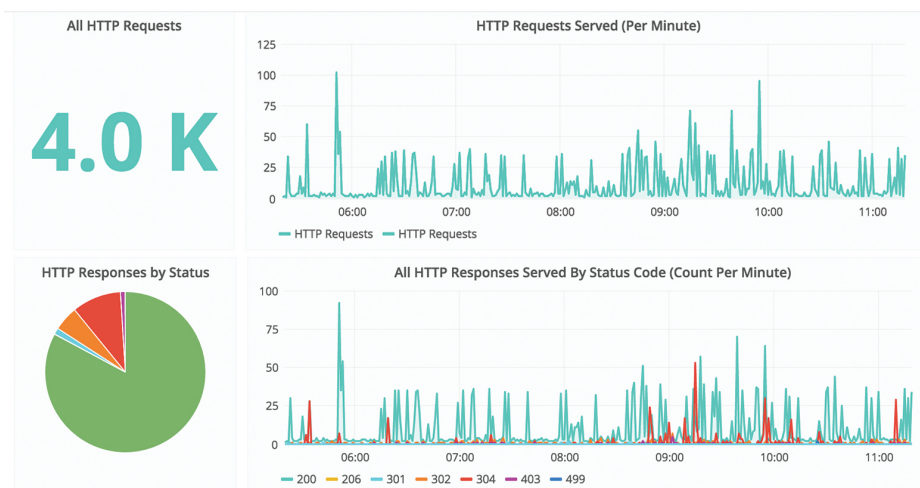 All HTTP Requests
4.0 K
HTTP Requests Served (Per Minute)
125
100
75
50
25
0
06:00 07:00 08:00 09:00 10:00 11:00
HTTP Requests HTTP Requests
HTTP Responses by Status
All HTTP Responses Served By Status Code (Count Per Minute)
100
75
50
25
0
06:00 07:00 08:00 09:00 10:00 11:00
200 206 301 302 304 403 499